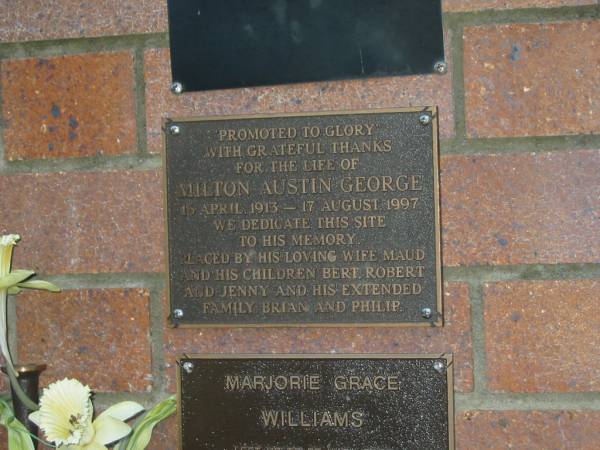 "PROMOTED TO GLORY"
WITH GRATEFUL THANKS
FOR THE LIFE OF
MILTON AUSTIN GEORGE
15 APRIL 1913 — 17 AUGUST 1997
WE DEDICATE THIS SITE
TO HIS MEMORY.
PLACED BY HIS LOVING WIFE MAUD
AND HIS CHILDREN BERT, ROBERT
AND JENNY AND HIS EXTENDED
FAMILY BRIAN AND PHILIP.
MARJORIE GRACE
WILLIAMS